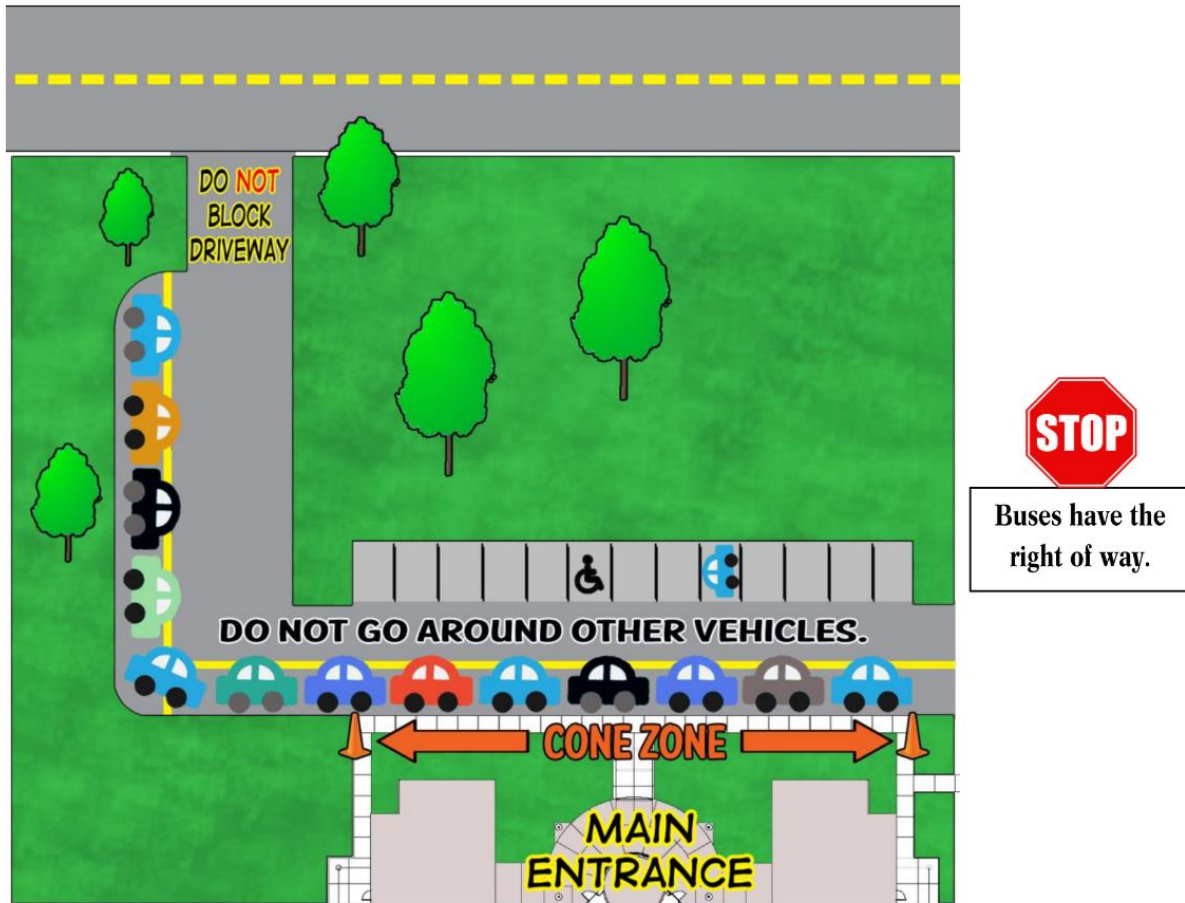 DO NOT
BLOCK
DRIVEWAY
STOP
Buses have the
right of way.
DO NOT GO AROUND OTHER VEHICLES.
CONE ZONE
MAIN
ENTRANCE